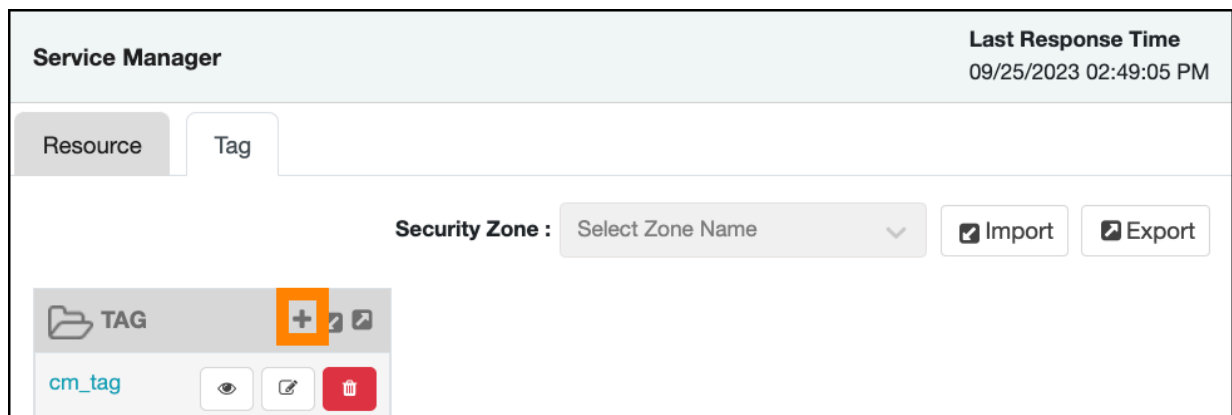 Service Manager
Last Response Time
09/25/2023 02:49:05 PM
Resource
Tag
Security Zone :
Select Zone Name
Import
Export
TAG
cm_tag